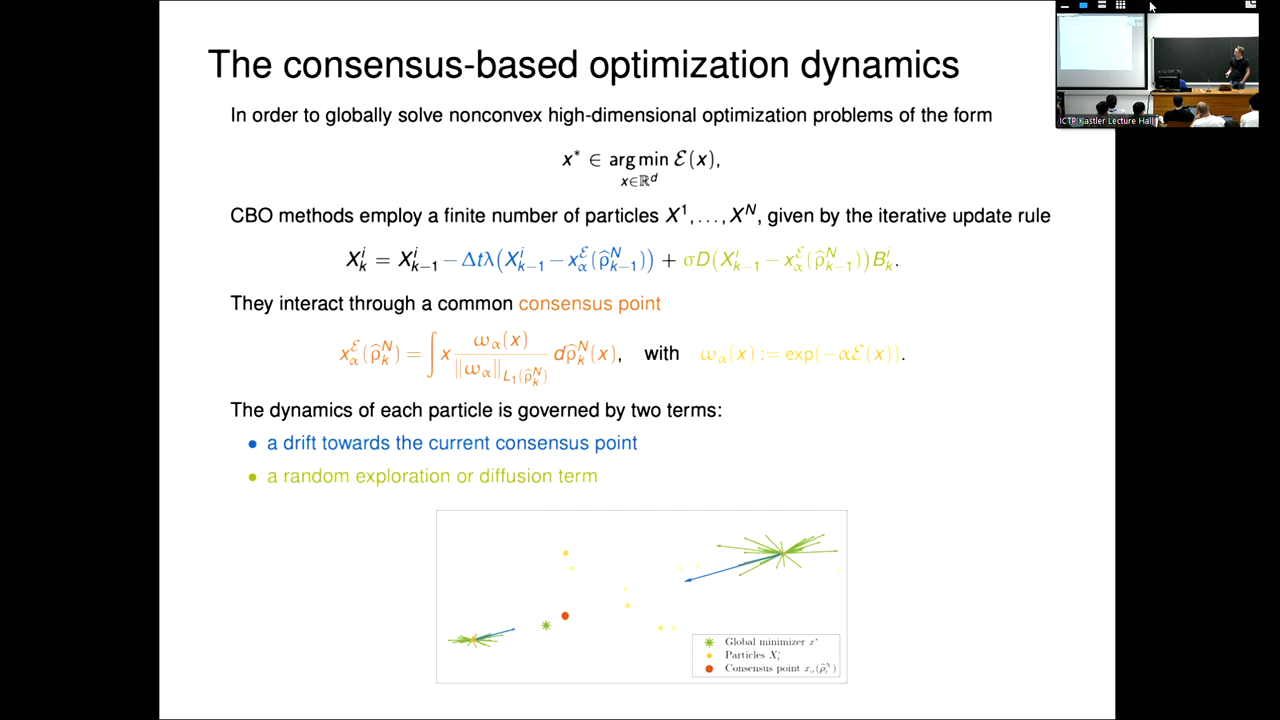 The consensus-based optimization dynamics
In order to globally solve nonconvex high-dimensional optimization problems of the form
x* ∈ arg min ℰ(x),
x∈ℝᵈ
CBO methods employ a finite number of particles X¹, . . . , Xᴺ, given by the iterative update rule
X^i_k = X^i_{k−1} − Δtλ(X^i_{k−1} − x^ℰ_α(ρ̂^N_{k−1})) + σD(X^i_{k−1} − x^ℰ_α(ρ̂^N_{k−1}))B^i_k.
They interact through a common consensus point
x^ℰ_α(ρ̂^N_k) = ∫ x ω_α(x) / ‖ω_α‖_{L_1(ρ̂^N_k)} dρ̂^N_k(x), with ω_α(x) := exp(−αℰ(x)).
The dynamics of each particle is governed by two terms:
• a drift towards the current consensus point
• a random exploration or diffusion term
Global minimizer x*
Particles X^i_t
Consensus point x_α(ρ̂^N_t)
ICTP Kastler Lecture Hall